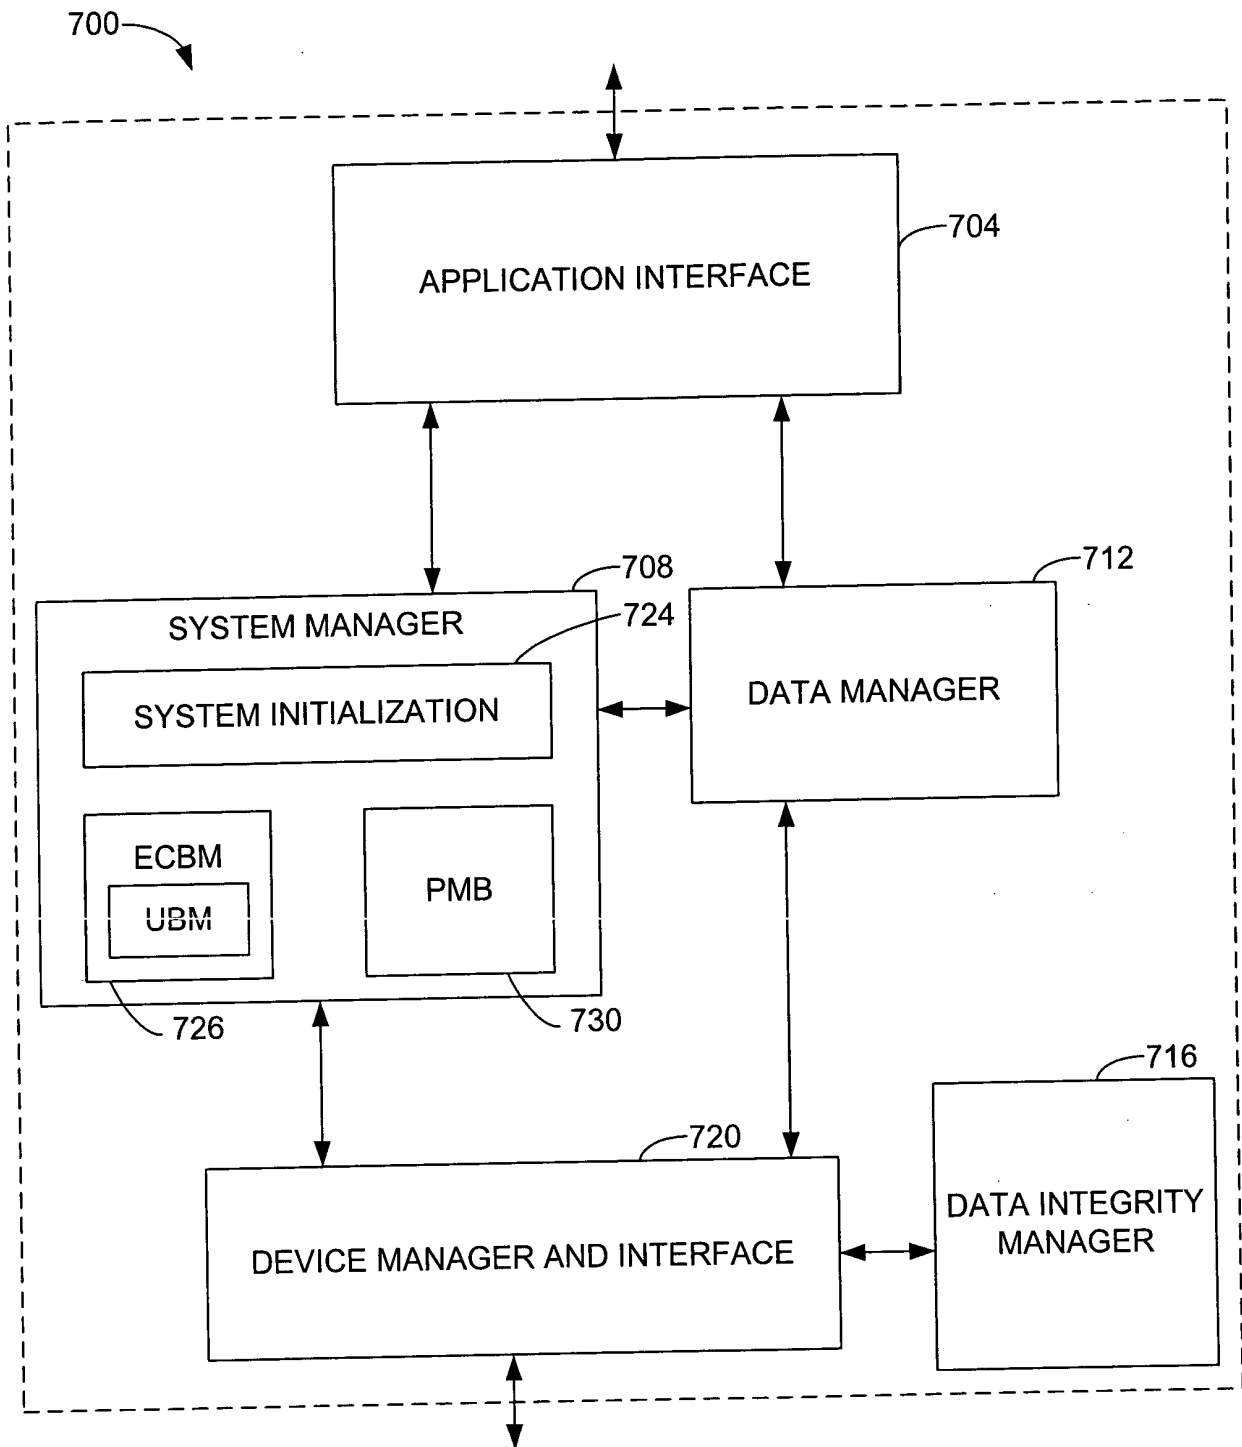 700
704
APPLICATION INTERFACE
708
712
SYSTEM MANAGER
724
SYSTEM INITIALIZATION
DATA MANAGER
ECBM
UBM
PMB
726
730
716
720
DATA INTEGRITY
MANAGER
DEVICE MANAGER AND INTERFACE